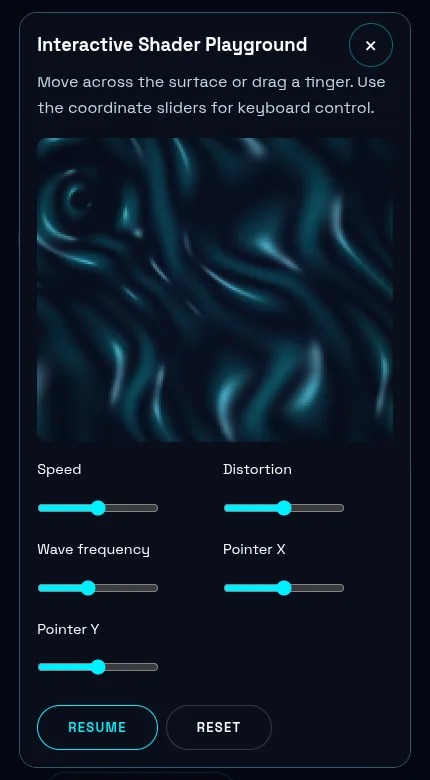 Interactive Shader Playground
×
Move across the surface or drag a finger. Use
the coordinate sliders for keyboard control.
Speed
Distortion
Wave frequency
Pointer X
Pointer Y
RESUME
RESET